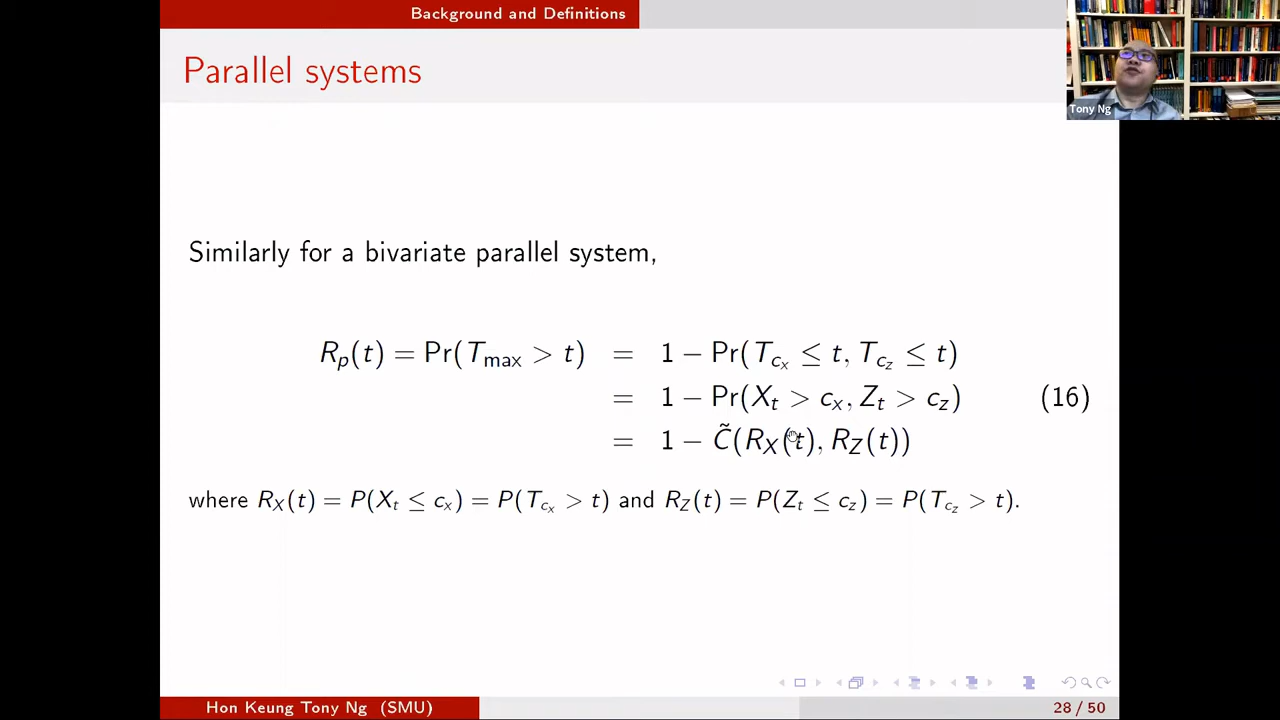 Background and Definitions
Parallel systems
Tony Ng
Similarly for a bivariate parallel system,
R_p(t) = Pr(T_max > t) = 1 − Pr(T_{c_x} ≤ t, T_{c_z} ≤ t)
= 1 − Pr(X_t > c_x, Z_t > c_z) (16)
= 1 − C̃(R_X(t), R_Z(t))
where R_X(t) = P(X_t ≤ c_x) = P(T_{c_x} > t) and R_Z(t) = P(Z_t ≤ c_z) = P(T_{c_z} > t).
Hon Keung Tony Ng (SMU)
28 / 50